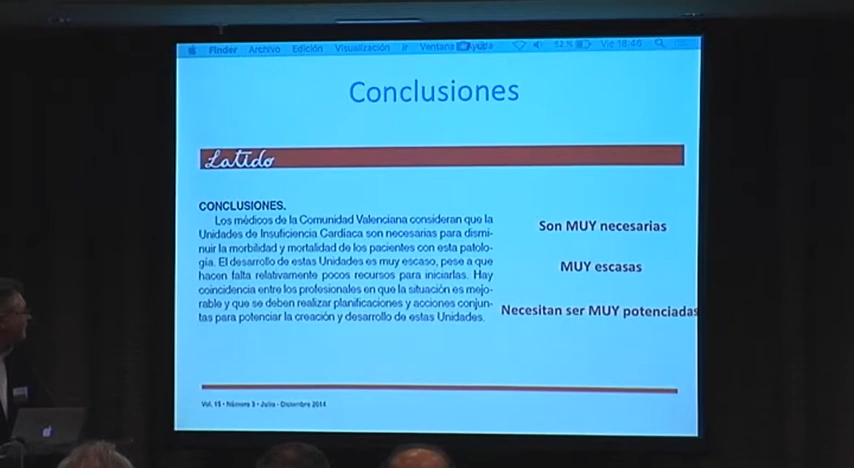 Finder Archivo Edición Visualización Ir Ventana Ayuda 52 % Vie 18:46
Conclusiones
Latido
CONCLUSIONES.
Los médicos de la Comunidad Valenciana consideran que la
Unidades de Insuficiencia Cardíaca son necesarias para dismi-
nuir la morbilidad y mortalidad de los pacientes con esta patolo-
gía. El desarrollo de estas Unidades es muy escaso, pese a que
hacen falta relativamente pocos recursos para iniciarlas. Hay
coincidencia entre los profesionales en que la situación es mejo-
rable y que se deben realizar planificaciones y acciones conjun-
tas para potenciar la creación y desarrollo de estas Unidades.
Son MUY necesarias
MUY escasas
Necesitan ser MUY potenciadas
Vol. 15 • Número 3 • Julio - Diciembre 2014